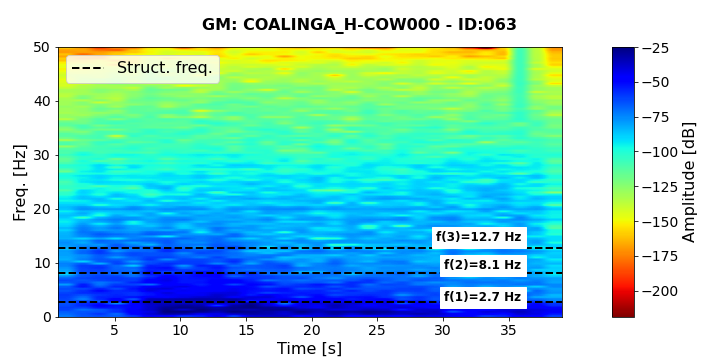 GM: COALINGA_H-COW000 - ID:063
Struct. freq.
Freq. [Hz]
50
40
30
20
10
0
f(3)=12.7 Hz
f(2)=8.1 Hz
f(1)=2.7 Hz
5 10 15 20 25 30 35
Time [s]
−25
−50
−75
−100
−125
−150
−175
−200
Amplitude [dB]